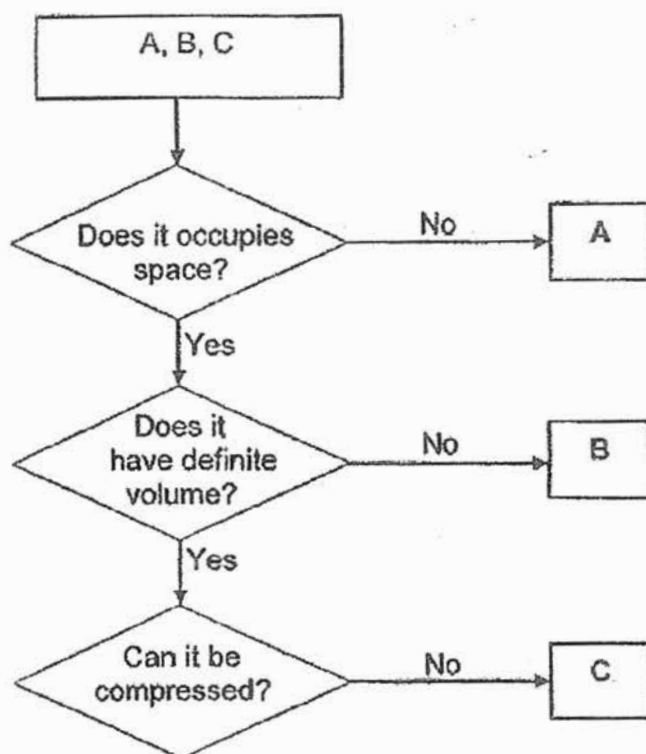 A, B, C
Does it occupies
space?
No
A
Yes
Does it
have definite
volume?
No
B
Yes
Can it be
compressed?
No
C